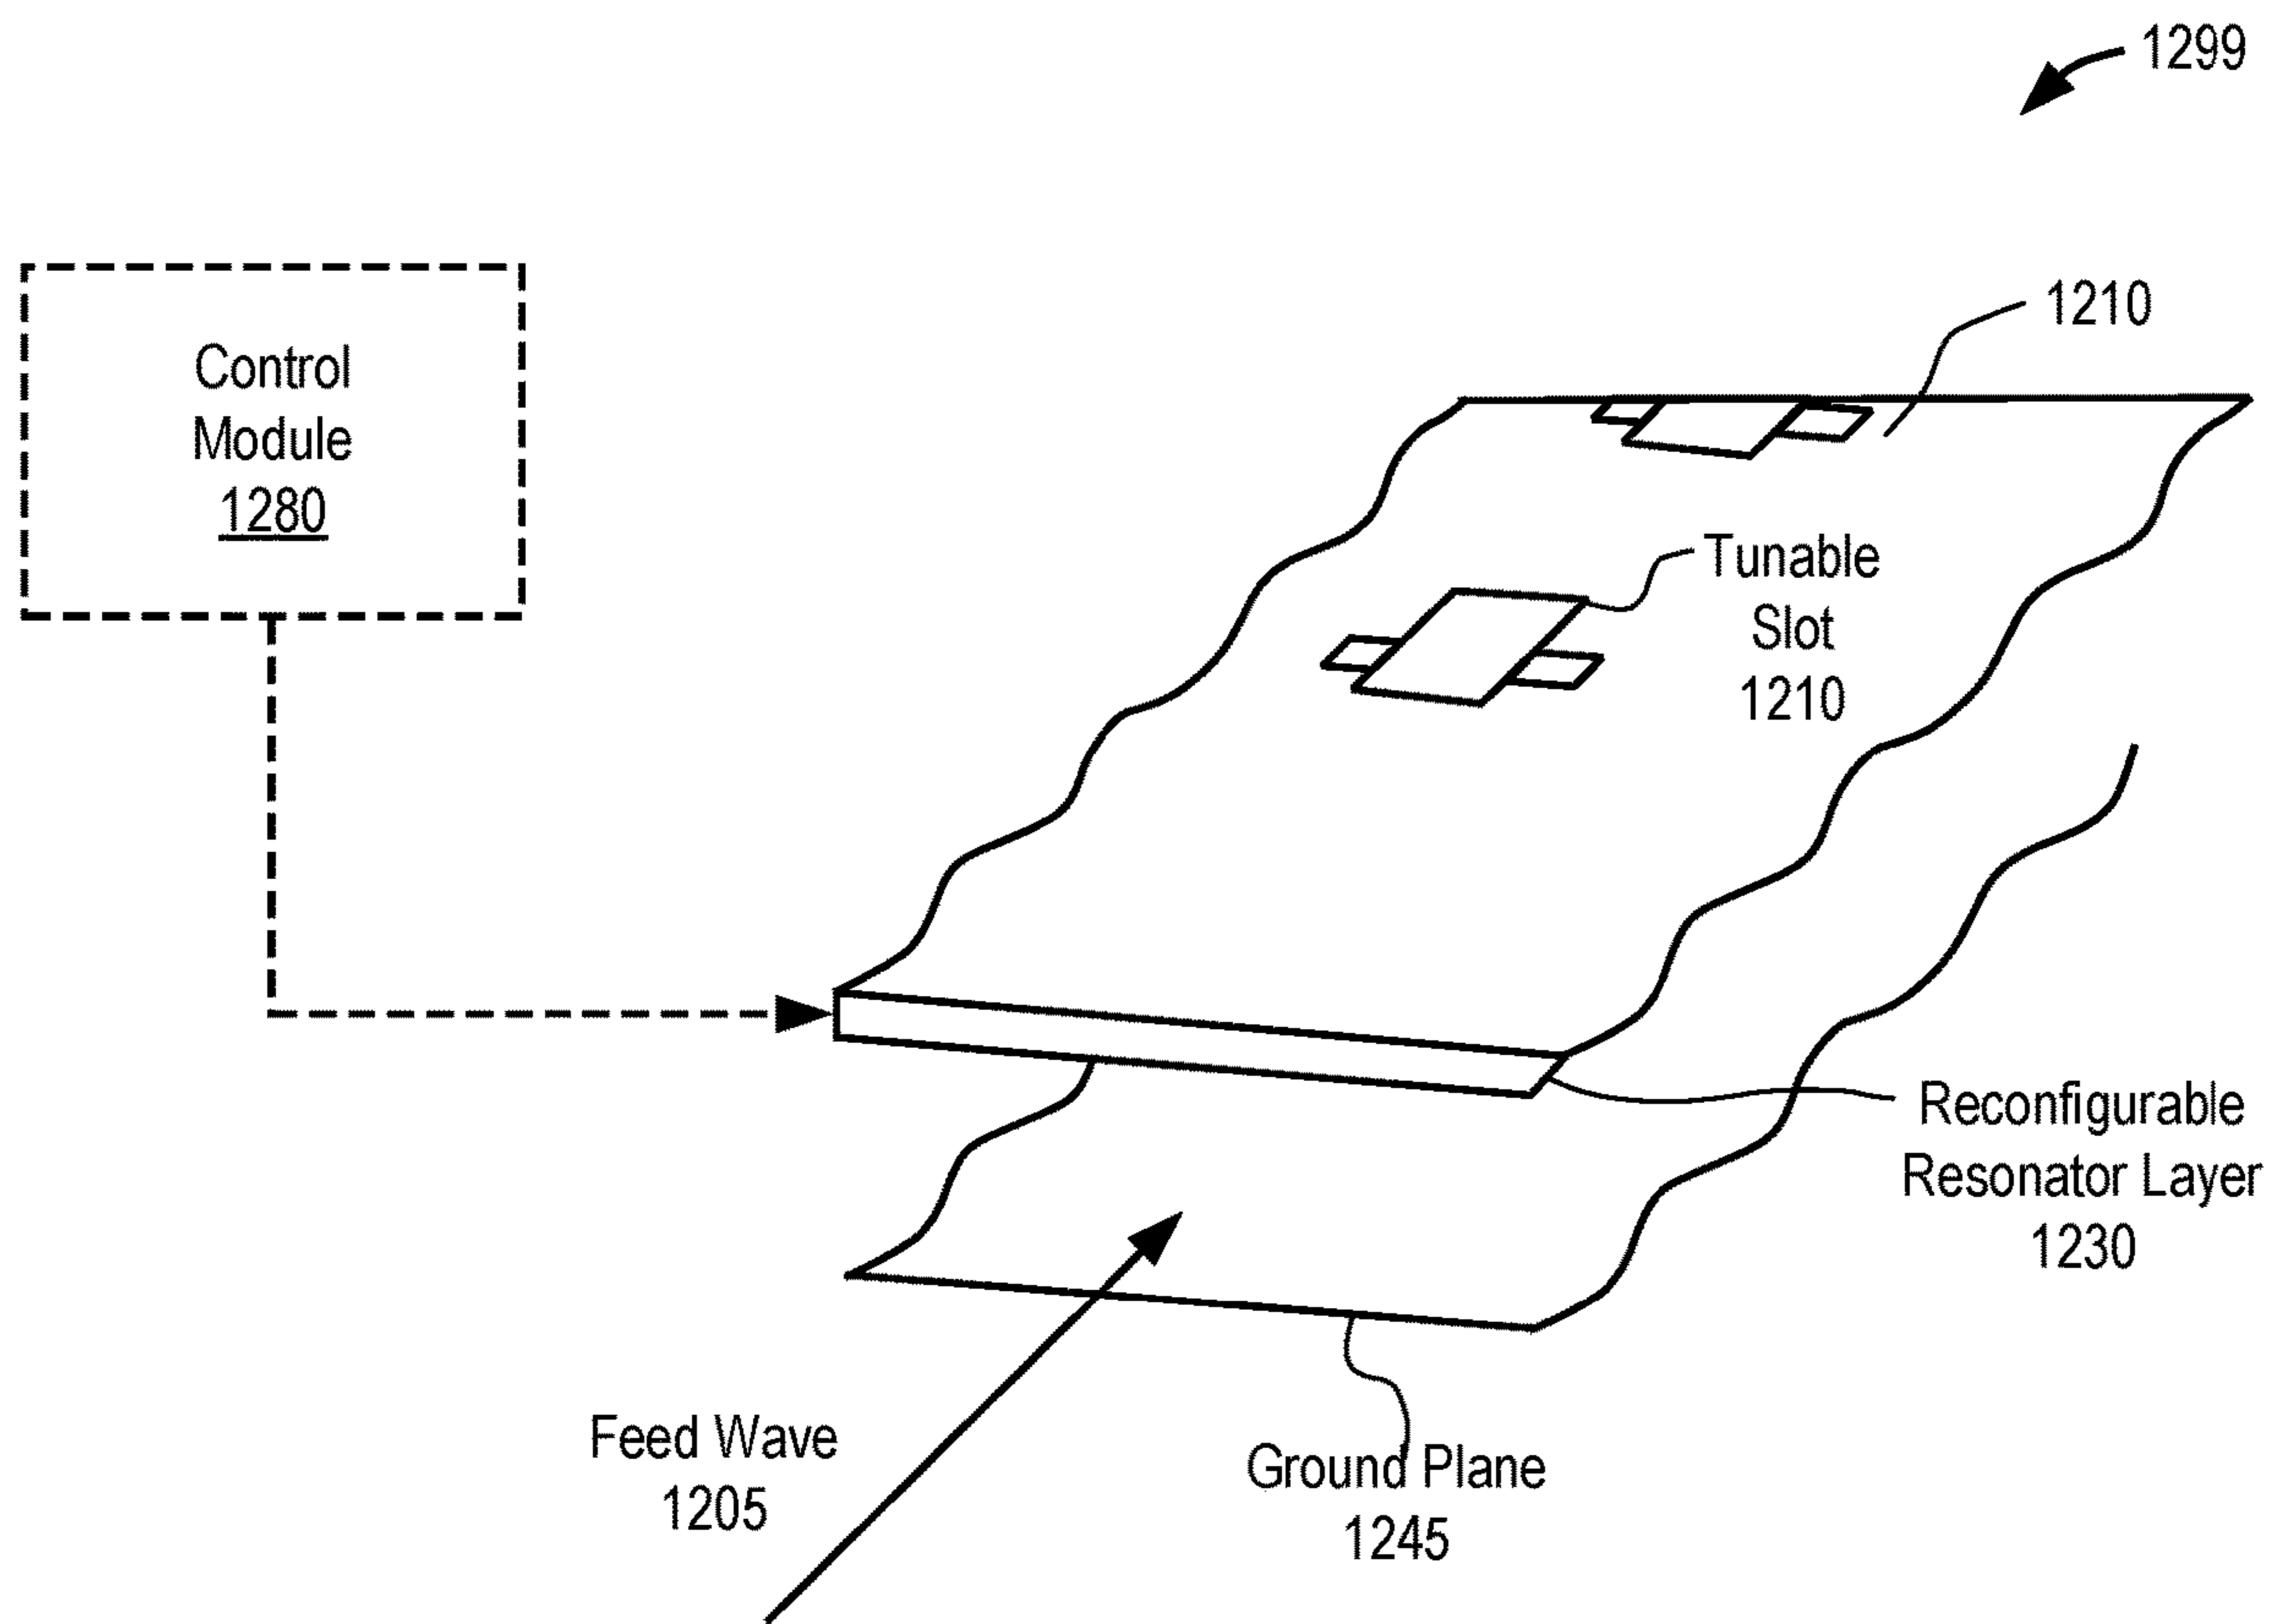 1299
1210
Control
Module
1280
Tunable
Slot
1210
Reconfigurable
Resonator Layer
1230
Feed Wave
1205
Ground Plane
1245